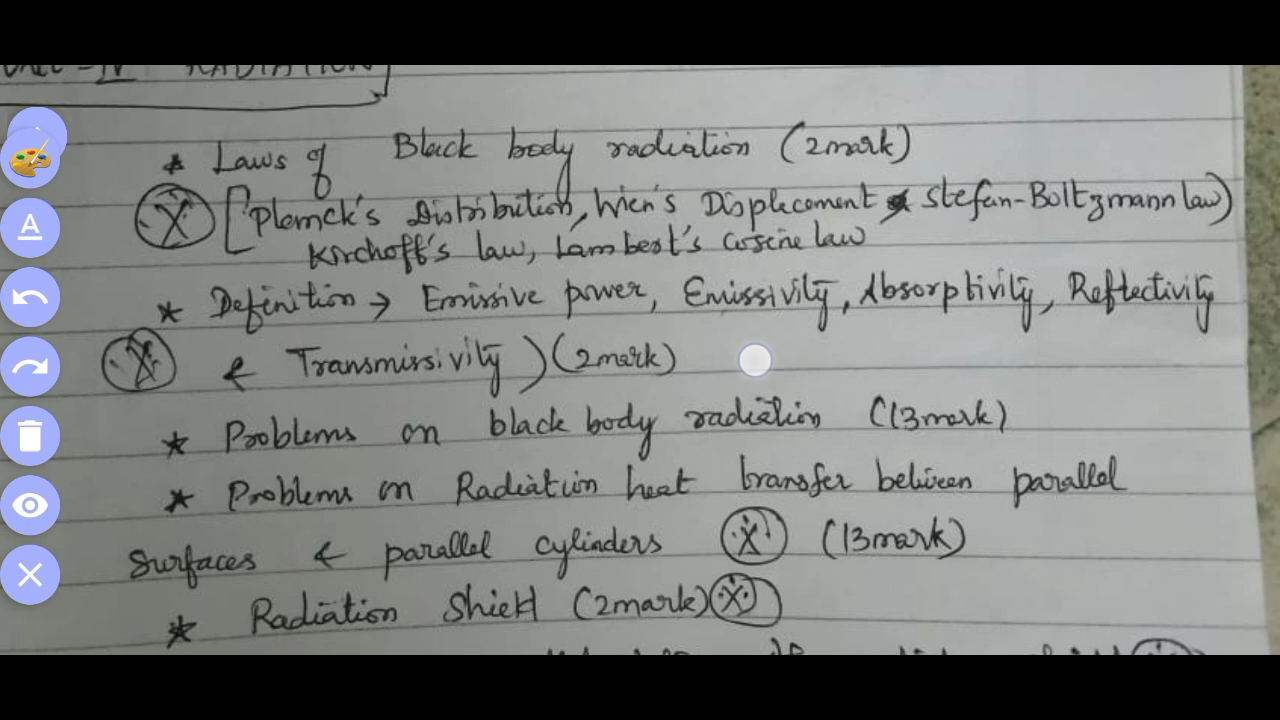 RADIATION
* Laws of Black body radiation (2mark)
[Planck's Distribution, Wien's Displacement & Stefan-Boltzmann law)
Kirchoff's law, Lambert's cosine law
* Definition → Emissive power, Emissivity, Absorptivity, Reflectivity
& Transmissivity) (2mark)
* Problems on black body radiation (13mark)
* Problems on Radiation heat transfer between parallel
Surfaces & parallel cylinders (13mark)
* Radiation Shield (2mark)
A